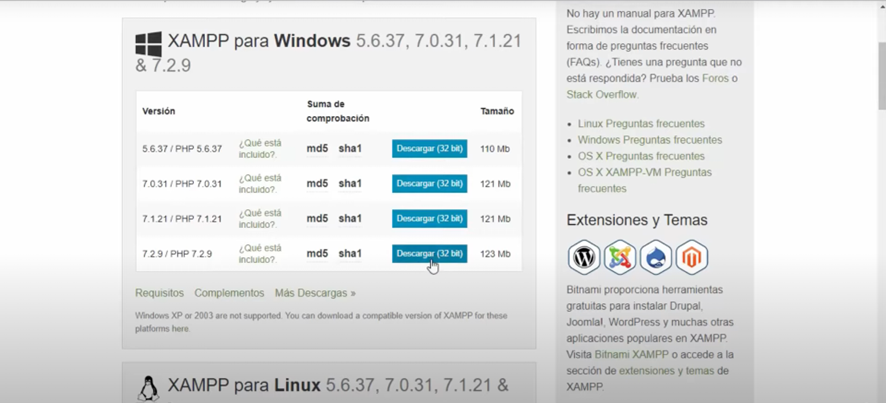 XAMPP para Windows 5.6.37, 7.0.31, 7.1.21
& 7.2.9
Versión
Suma de
comprobación
Tamaño
5.6.37 / PHP 5.6.37
¿Qué está
incluido?
md5 sha1
Descargar (32 bit)
110 Mb
7.0.31 / PHP 7.0.31
¿Qué está
incluido?
md5 sha1
Descargar (32 bit)
121 Mb
7.1.21 / PHP 7.1.21
¿Qué está
incluido?
md5 sha1
Descargar (32 bit)
121 Mb
7.2.9 / PHP 7.2.9
¿Qué está
incluido?
md5 sha1
Descargar (32 bit)
123 Mb
Requisitos Complementos Más Descargas »
Windows XP or 2003 are not supported. You can download a compatible version of XAMPP for these
platforms here.
XAMPP para Linux 5.6.37, 7.0.31, 7.1.21 &
No hay un manual para XAMPP.
Escribimos la documentación en
forma de preguntas frecuentes
(FAQs). ¿Tienes una pregunta que no
está respondida? Prueba los Foros o
Stack Overflow.
Linux Preguntas frecuentes
Windows Preguntas frecuentes
OS X Preguntas frecuentes
OS X XAMPP-VM Preguntas
frecuentes
Extensiones y Temas
Bitnami proporciona herramientas
gratuitas para instalar Drupal,
Joomla!, WordPress y muchas otras
aplicaciones populares en XAMPP.
Visita Bitnami XAMPP o accede a la
sección de extensiones y temas de
XAMPP.